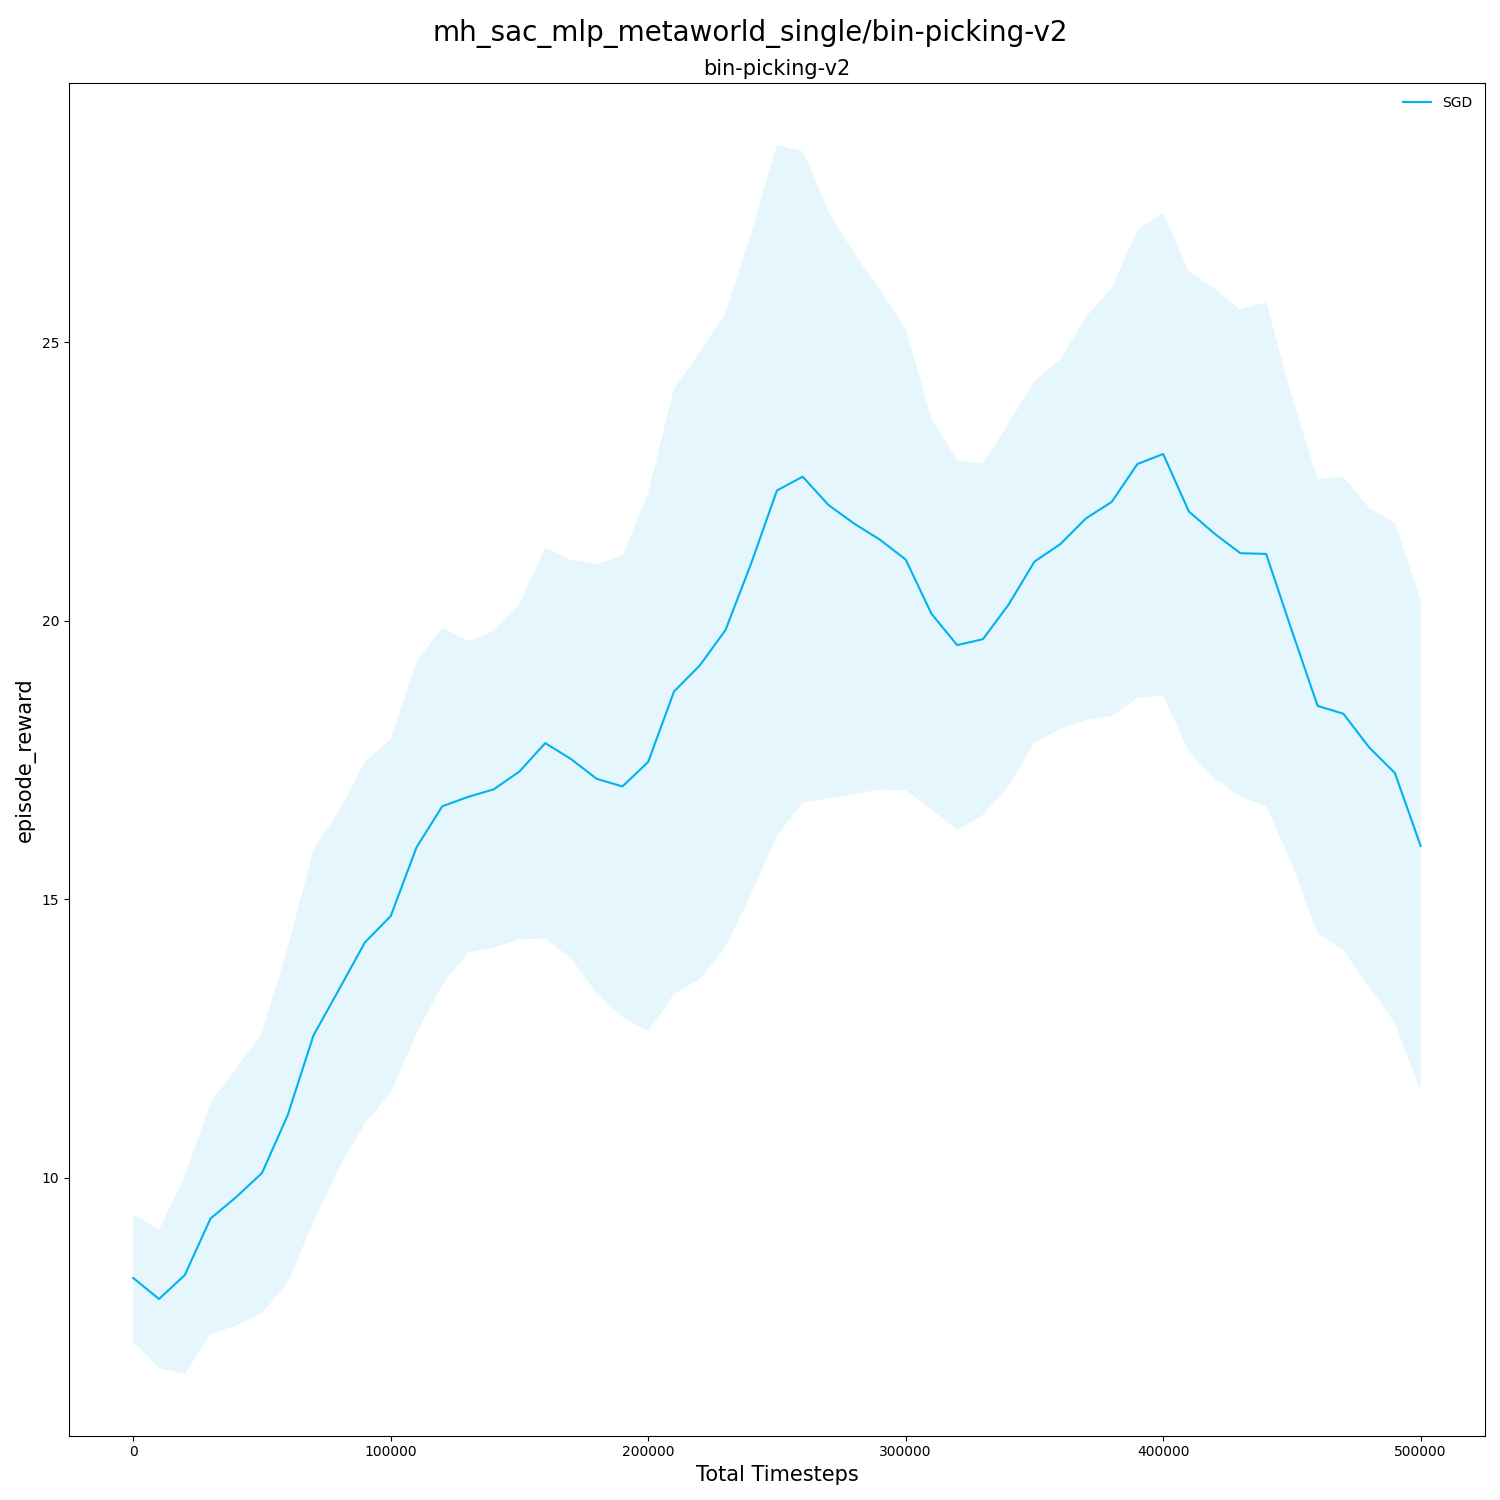 mh_sac_mlp_metaworld_single/bin-picking-v2
bin-picking-v2
SGD
25
20
15
10
episode_reward
0 100000 200000 300000 400000 500000
Total Timesteps